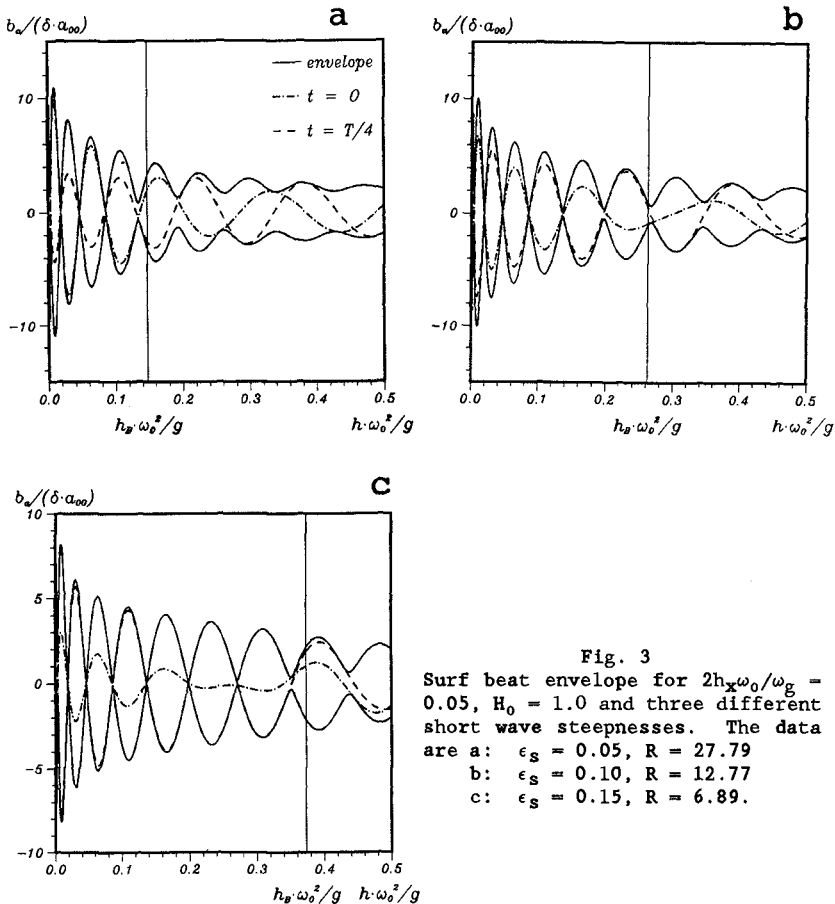 a
b_a/(δ·a_00)
envelope
t = 0
t = T/4
10
0
−10
0.0 0.1 0.2 0.3 0.4 0.5
h_B·ω_0²/g h·ω_0²/g
b
b_a/(δ·a_00)
10
0
−10
0.0 0.1 0.2 0.3 0.4 0.5
h_B·ω_0²/g h·ω_0²/g
c
b_a/(δ·a_00)
10
5
0
−5
−10
0.0 0.1 0.2 0.3 0.4 0.5
h_B·ω_0²/g h·ω_0²/g
Fig. 3
Surf beat envelope for 2h_xω_0/ω_g =
0.05, H_0 = 1.0 and three different
short wave steepnesses. The data
are a: ε_s = 0.05, R = 27.79
b: ε_s = 0.10, R = 12.77
c: ε_s = 0.15, R = 6.89.